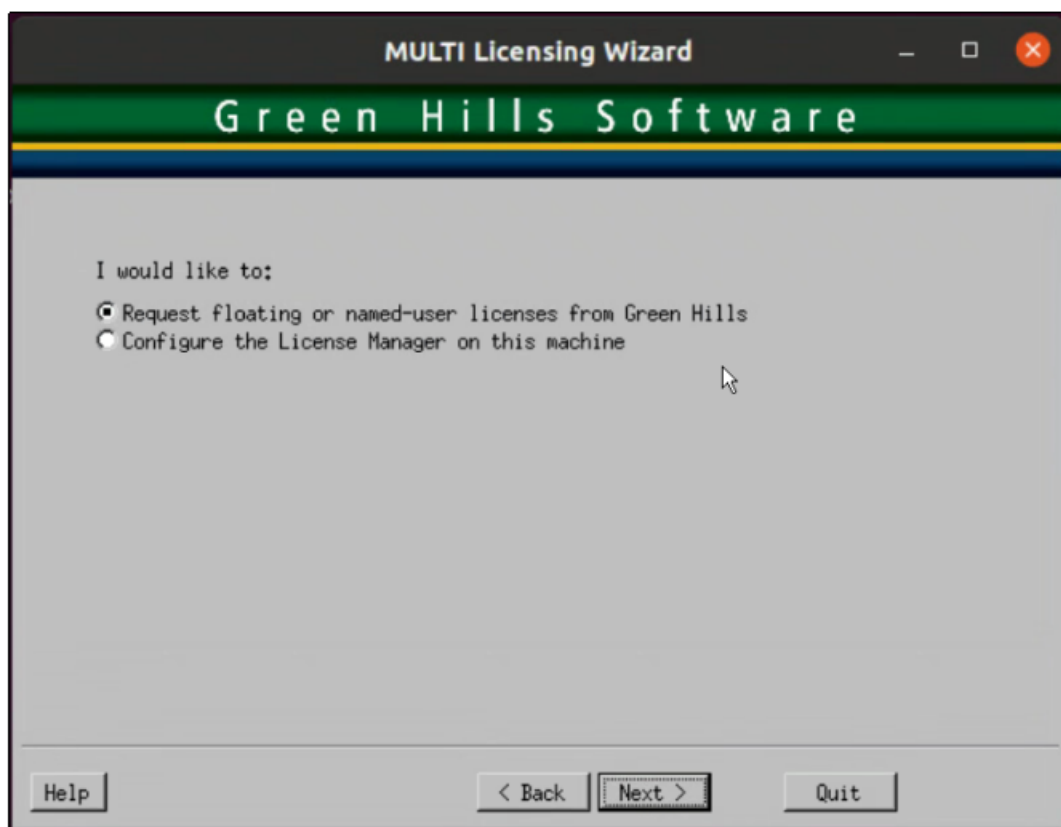 MULTI Licensing Wizard
Green Hills Software
I would like to:
Request floating or named-user licenses from Green Hills
Configure the License Manager on this machine
Help
< Back
Next >
Quit